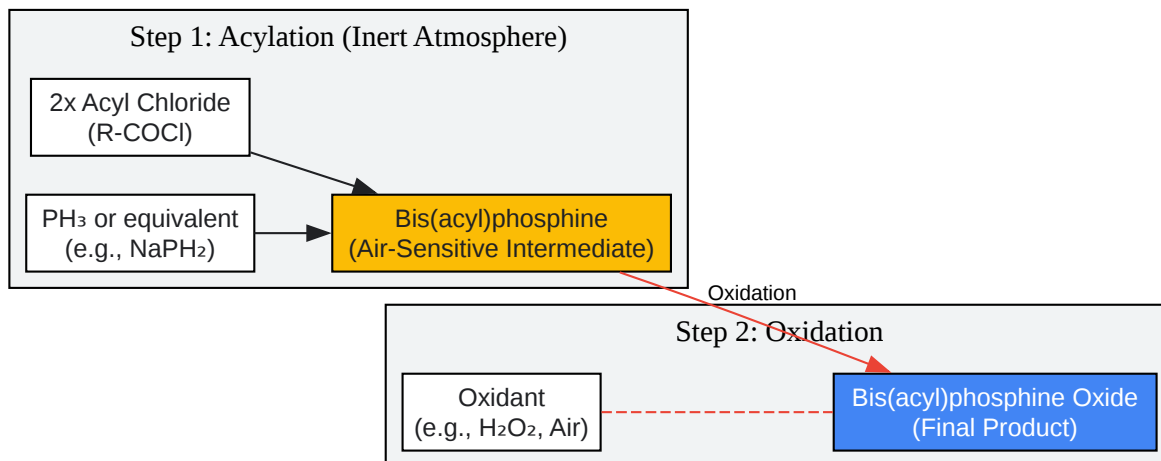 Step 1: Acylation (Inert Atmosphere)
2x Acyl Chloride
(R-COCl)
PH₃ or equivalent
(e.g., NaPH₂)
Bis(acyl)phosphine
(Air-Sensitive Intermediate)
Oxidation
Step 2: Oxidation
Oxidant
(e.g., H₂O₂, Air)
Bis(acyl)phosphine Oxide
(Final Product)